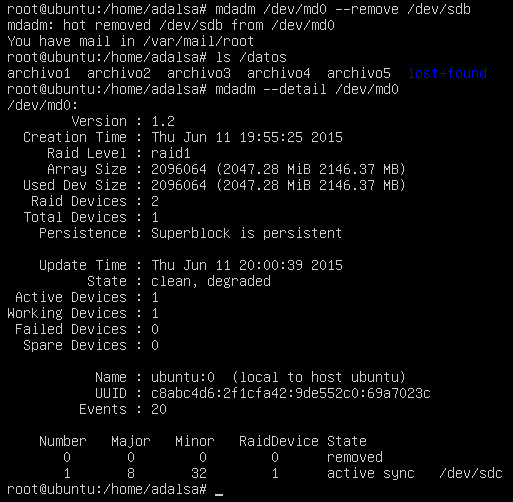 root@ubuntu:/home/adalsa# mdadm /dev/md0 --remove /dev/sdb
mdadm: hot removed /dev/sdb from /dev/md0
You have mail in /var/mail/root
root@ubuntu:/home/adalsa# ls /datos
archivo1  archivo2  archivo3  archivo4  archivo5  lost+found
root@ubuntu:/home/adalsa# mdadm --detail /dev/md0
/dev/md0:
        Version : 1.2
  Creation Time : Thu Jun 11 19:55:25 2015
     Raid Level : raid1
     Array Size : 2096064 (2047.28 MiB 2146.37 MB)
  Used Dev Size : 2096064 (2047.28 MiB 2146.37 MB)
   Raid Devices : 2
  Total Devices : 1
    Persistence : Superblock is persistent

    Update Time : Thu Jun 11 20:00:39 2015
          State : clean, degraded
 Active Devices : 1
Working Devices : 1
 Failed Devices : 0
  Spare Devices : 0

           Name : ubuntu:0  (local to host ubuntu)
           UUID : c8abc4d6:2f1cfa42:9de552c0:69a7023c
         Events : 20

    Number   Major   Minor   RaidDevice State
       0       0        0        0      removed
       1       8       32        1      active sync   /dev/sdc
root@ubuntu:/home/adalsa# _